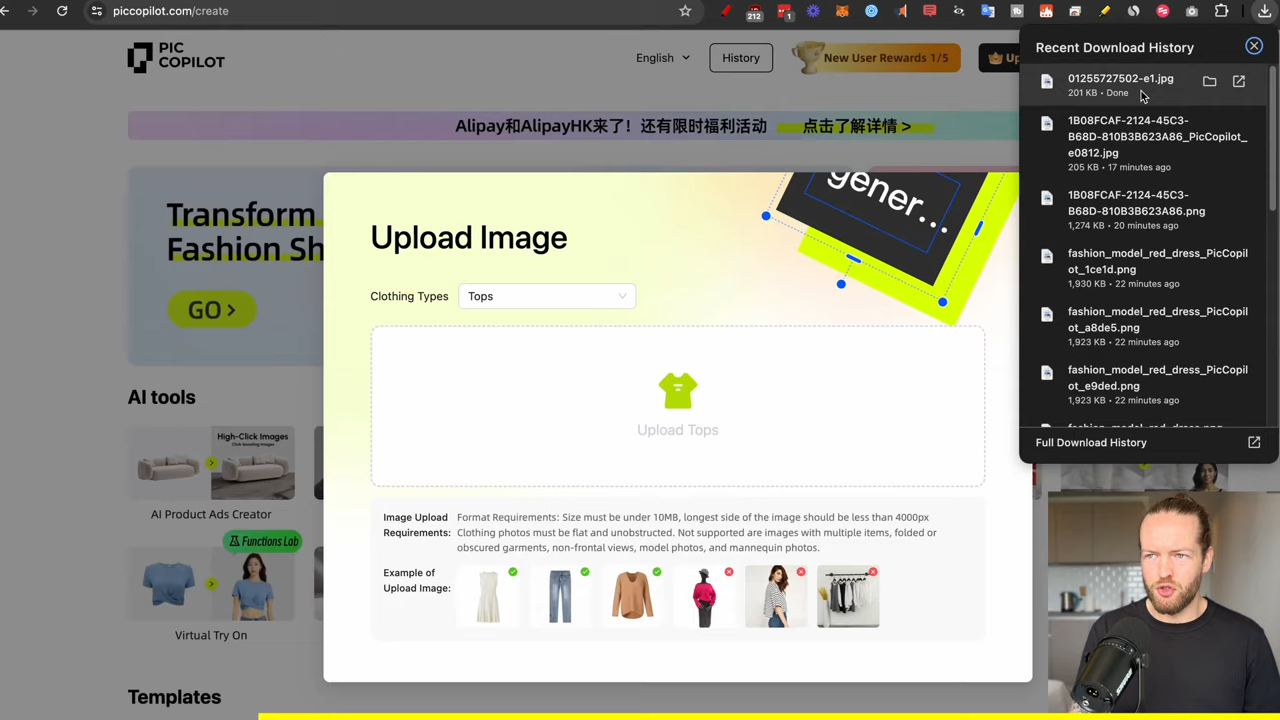 piccopilot.com/create
212
1
PIC
COPILOT
English
History
New User Rewards 1/5
Up
Recent Download History
01255727502-e1.jpg
201 KB • Done
1B08FCAF-2124-45C3-
B68D-810B3B623A86_PicCopilot_
e0812.jpg
205 KB • 17 minutes ago
1B08FCAF-2124-45C3-
B68D-810B3B623A86.png
1,274 KB • 20 minutes ago
fashion_model_red_dress_PicCopil
ot_1ce1d.png
1,930 KB • 22 minutes ago
fashion_model_red_dress_PicCopil
ot_a8de5.png
1,923 KB • 22 minutes ago
fashion_model_red_dress_PicCopil
ot_e9ded.png
1,923 KB • 22 minutes ago
Full Download History
Alipay和AlipayHK来了！还有限时福利活动 点击了解详情 >
Transform
Fashion Sh
GO >
gener...
Upload Image
Clothing Types
Tops
Upload Tops
Image Upload
Requirements:
Format Requirements: Size must be under 10MB, longest side of the image should be less than 4000px
Clothing photos must be flat and unobstructed. Not supported are images with multiple items, folded or
obscured garments, non-frontal views, model photos, and mannequin photos.
Example of
Upload Image:
AI tools
High-Click Images
AI Product Ads Creator
Functions Lab
Virtual Try On
Templates